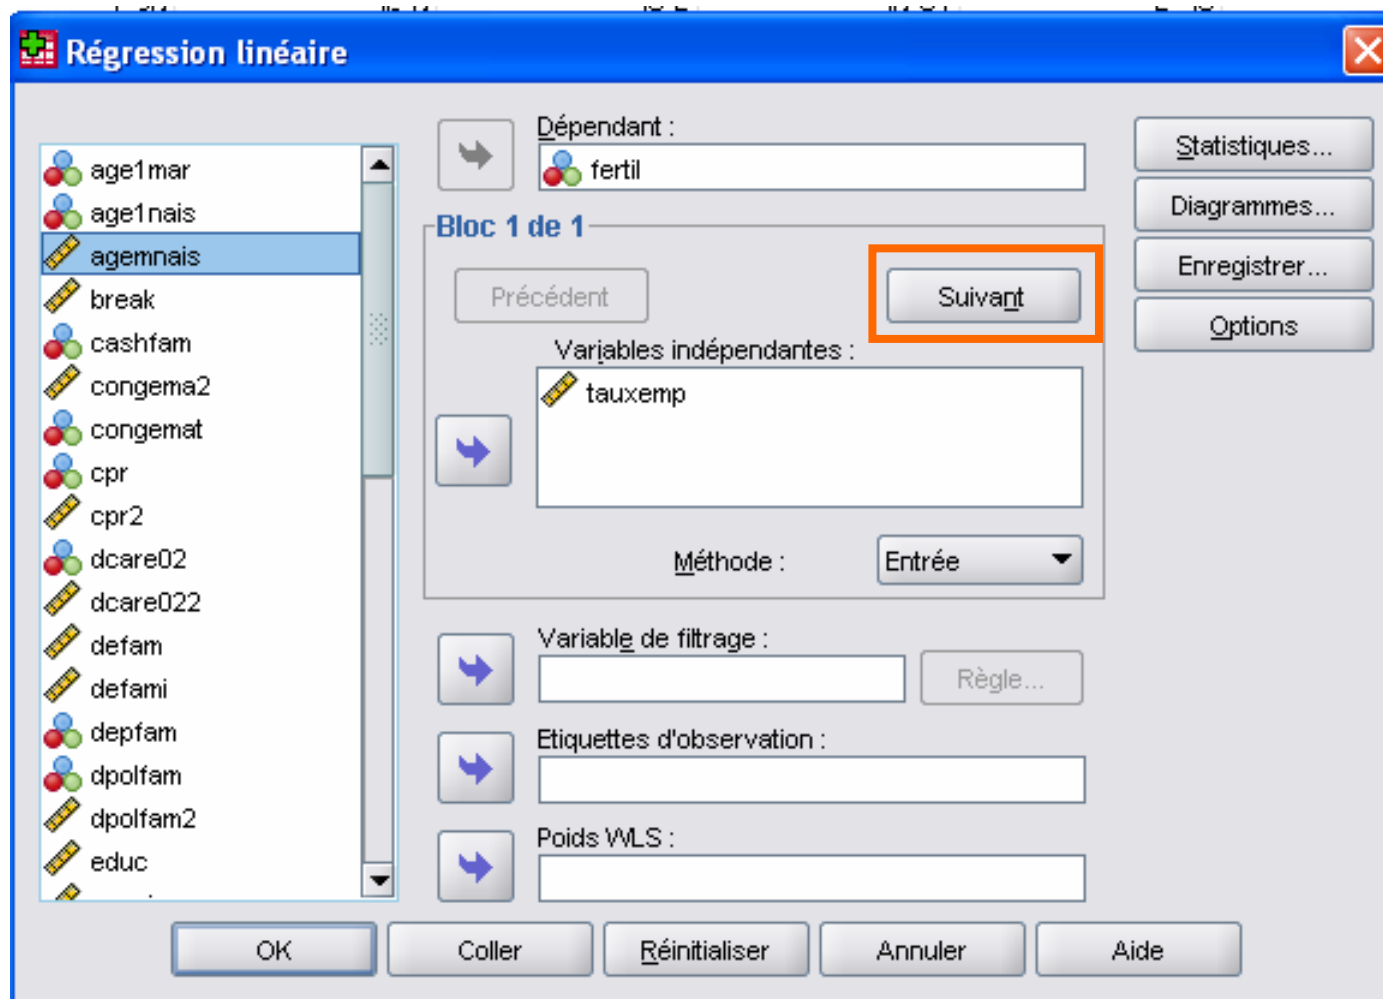 Régression linéaire
age1mar
age1nais
agemnais
break
cashfam
congema2
congemat
cpr
cpr2
dcare02
dcare022
defam
defami
depfam
dpolfam
dpolfam2
educ
Dépendant :
fertil
Bloc 1 de 1
Précédent
Suivant
Variables indépendantes :
tauxemp
Méthode :
Entrée
Variable de filtrage :
Règle...
Etiquettes d'observation :
Poids WLS :
Statistiques...
Diagrammes...
Enregistrer...
Options
OK
Coller
Réinitialiser
Annuler
Aide